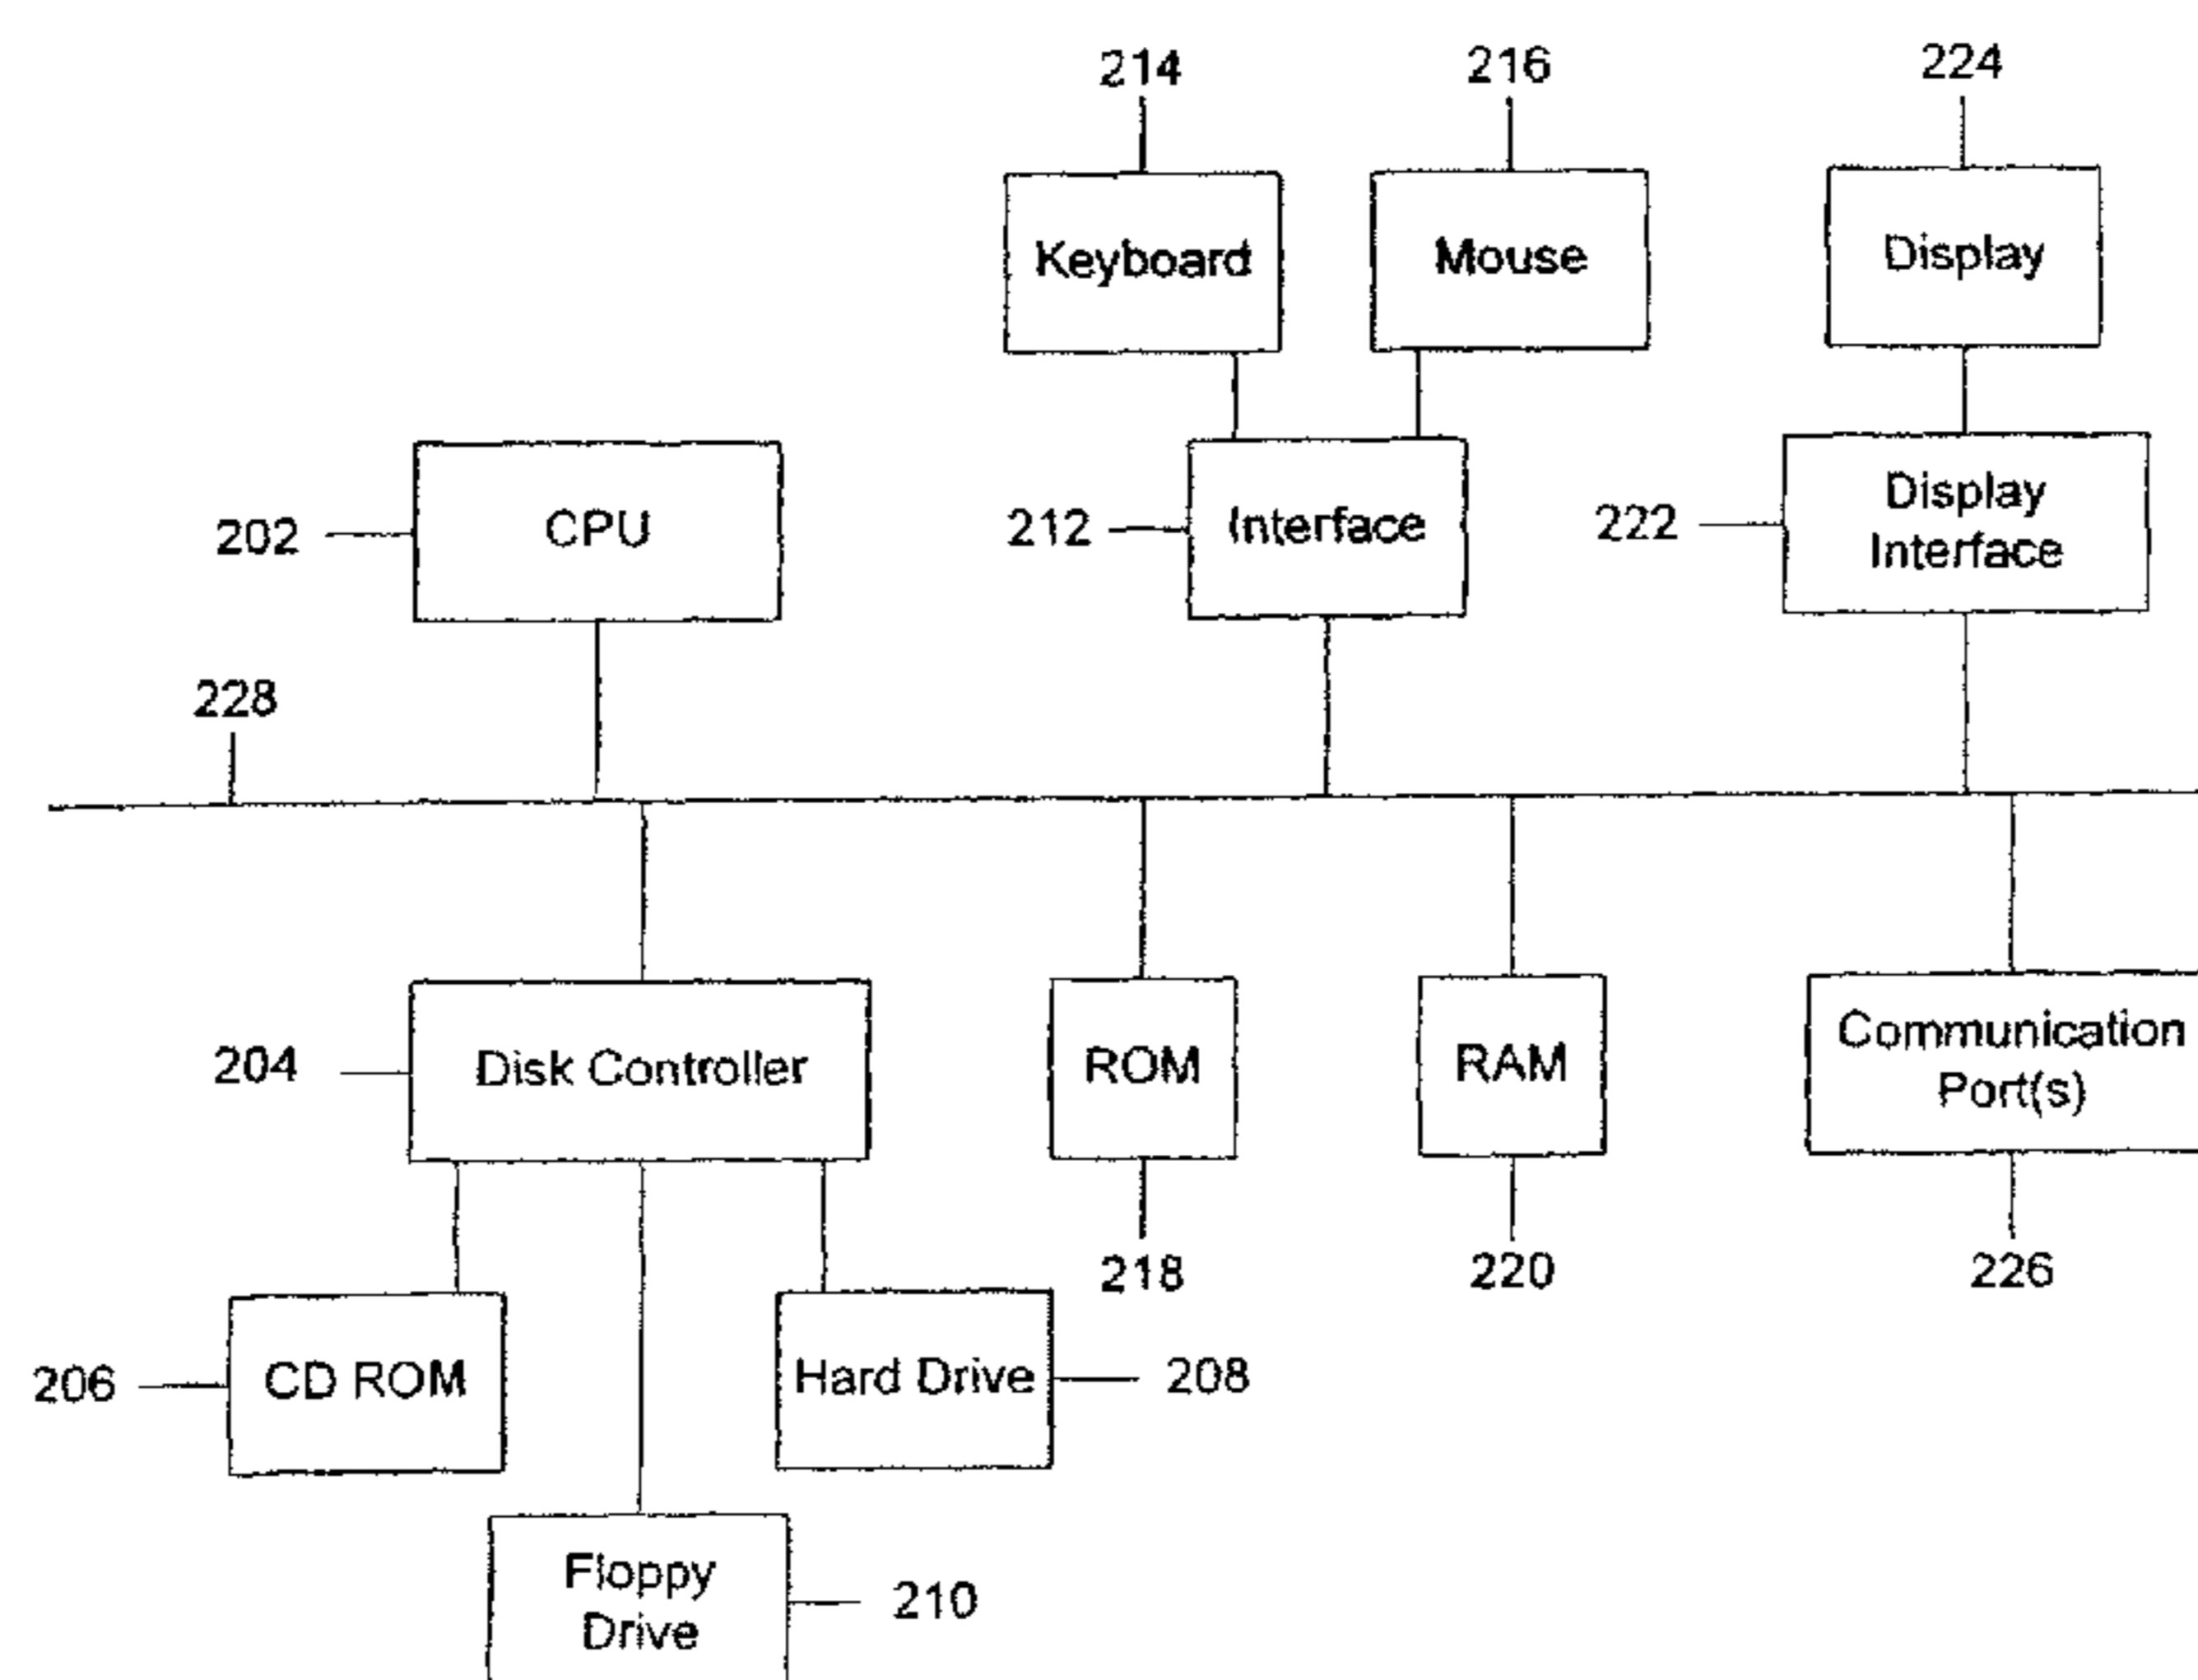 214
216
224
Keyboard
Mouse
Display
202
CPU
212
Interface
222
Display
Interface
228
204
Disk Controller
ROM
RAM
Communication
Port(s)
218
220
226
206
CD ROM
Hard Drive
208
Floppy
Drive
210